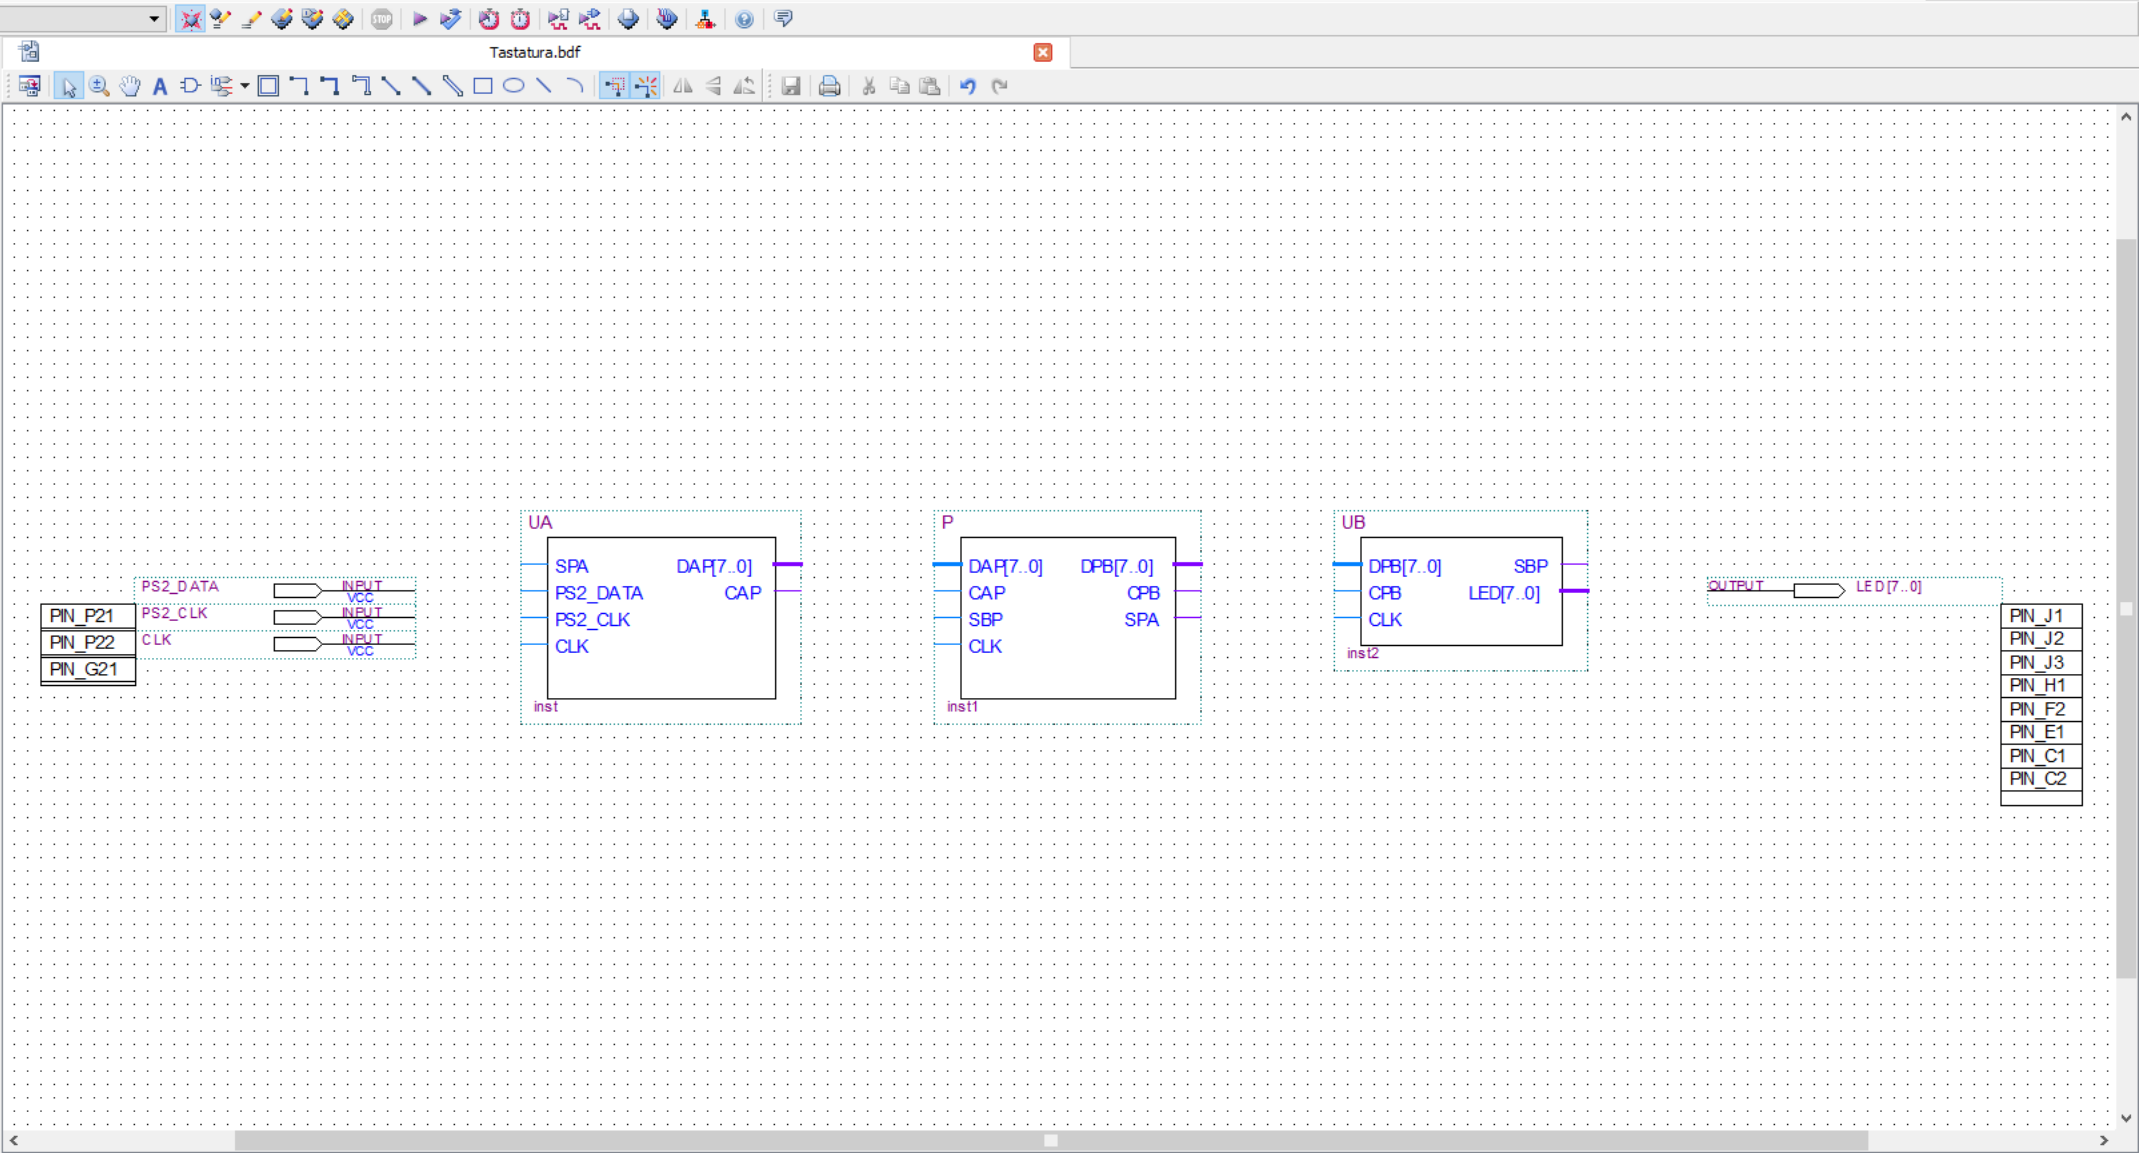 STOP
Tastatura.bdf
A
PS2_DATA INPUT
VCC
PS2_CLK INPUT
VCC
CLK INPUT
VCC
PIN_P21
PIN_P22
PIN_G21
UA
SPA DAP[7..0]
PS2_DATA CAP
PS2_CLK
CLK
inst
P
DAP[7..0] DPB[7..0]
CAP CPB
SBP SPA
CLK
inst1
UB
DPB[7..0] SBP
CPB LED[7..0]
CLK
inst2
OUTPUT LED[7..0]
PIN_J1
PIN_J2
PIN_J3
PIN_H1
PIN_F2
PIN_E1
PIN_C1
PIN_C2